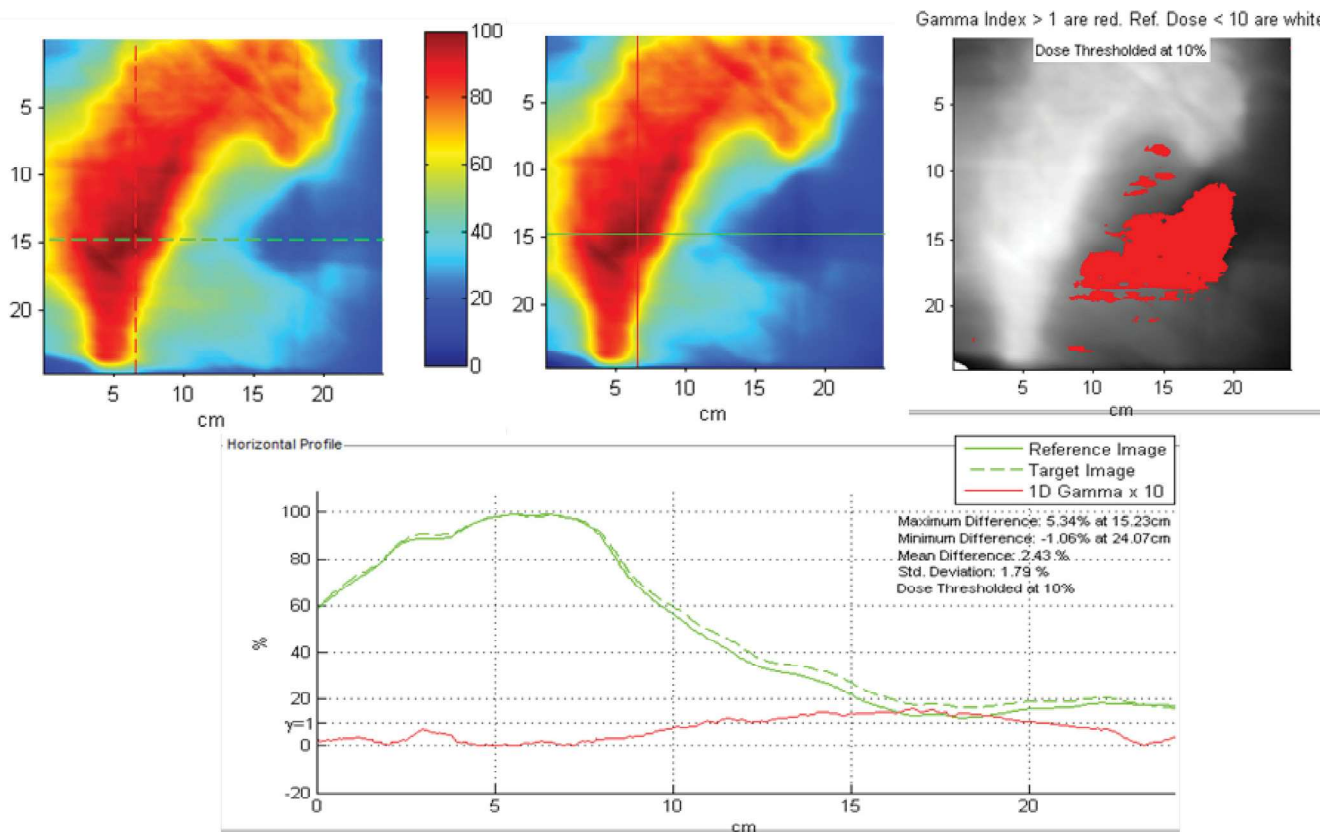 Gamma Index > 1 are red. Ref. Dose < 10 are white
Dose Thresholded at 10%
5
10
15
20
5 10 15 20
cm
100
80
60
40
20
0
5
10
15
20
5 10 15 20
cm
5
10
15
20
5 10 15 20
cm
Horizontal Profile
Reference Image
Target Image
1D Gamma x 10
Maximum Difference: 5.34% at 15.23cm
Minimum Difference: -1.06% at 24.07cm
Mean Difference: 2.43 %
Std. Deviation: 1.79 %
Dose Thresholded at 10%
%
100
80
60
40
20
γ=1
0
-20
0 5 10 15 20
cm